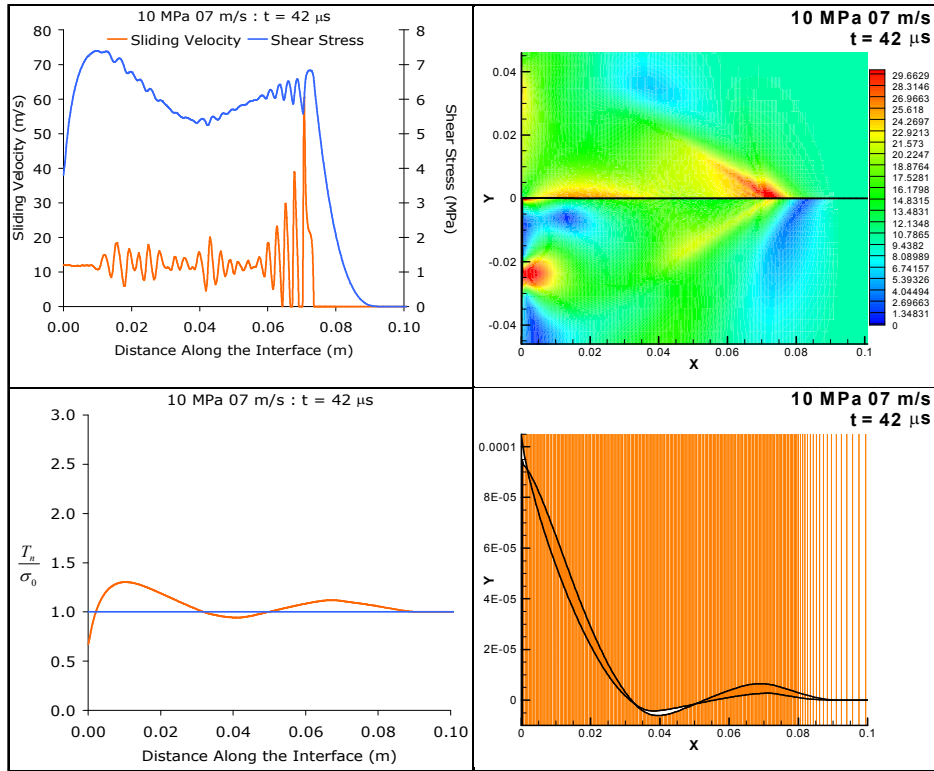 10 MPa 07 m/s : t = 42 μs
Sliding Velocity Shear Stress
Sliding Velocity (m/s)
80
70
60
50
40
30
20
10
0
8
7
6
5
4
3
2
1
0
Shear Stress (MPa)
0.00 0.02 0.04 0.06 0.08 0.10
Distance Along the Interface (m)
10 MPa 07 m/s
t = 42 μs
Y
0.04
0.02
0
-0.02
-0.04
0 0.02 0.04 0.06 0.08 0.1
X
29.6629
28.3146
26.9663
25.618
24.2697
22.9213
21.573
20.2247
18.8764
17.5281
16.1798
14.8315
13.4831
12.1348
10.7865
9.4382
8.08989
6.74157
5.39326
4.04494
2.69663
1.34831
0
10 MPa 07 m/s : t = 42 μs
3.0
2.5
2.0
1.5
1.0
0.5
0.0
Tn
σ0
0.00 0.02 0.04 0.06 0.08 0.10
Distance Along the Interface (m)
10 MPa 07 m/s
t = 42 μs
Y
0.0001
8E-05
6E-05
4E-05
2E-05
0
0 0.02 0.04 0.06 0.08 0.1
X